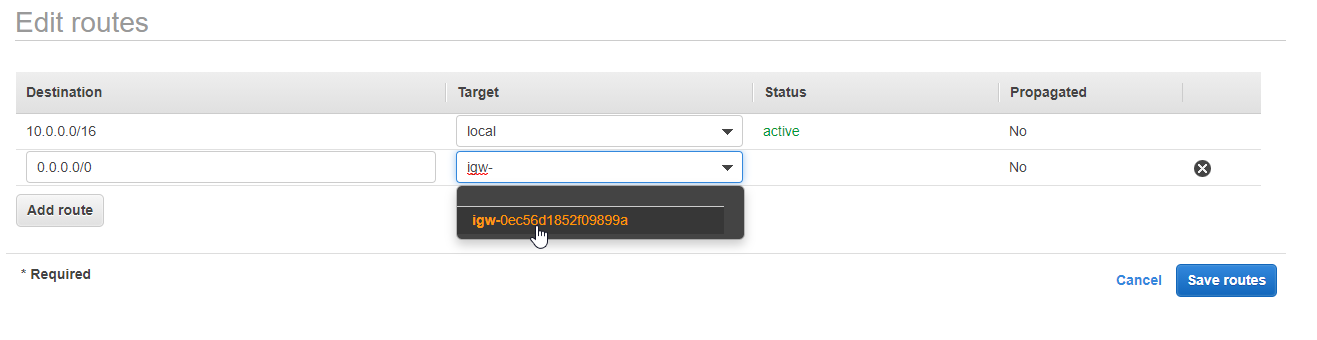 Edit routes
Destination Target Status Propagated
10.0.0.0/16 local active No
0.0.0.0/0 igw- No
igw-0ec56d1852f09899a
Add route
* Required
Cancel Save routes